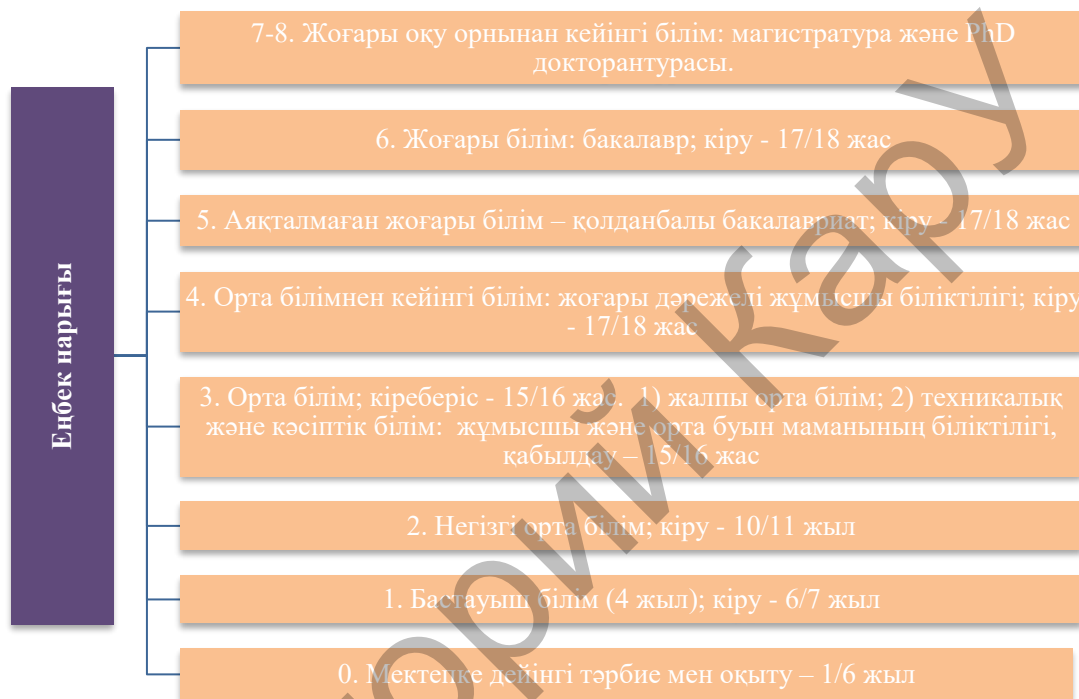 Еңбек нарығы
7-8. Жоғары оқу орнынан кейінгі білім: магистратура және PhD
докторантурасы.
6. Жоғары білім: бакалавр; кіру - 17/18 жас
5. Аяқталмаған жоғары білім – қолданбалы бакалавриат; кіру - 17/18 жас
4. Орта білімнен кейінгі білім: жоғары дәрежелі жұмысшы біліктілігі; кіру
- 17/18 жас
3. Орта білім; кіреберіс - 15/16 жас. 1) жалпы орта білім; 2) техникалық
және кәсіптік білім: жұмысшы және орта буын маманының біліктілігі,
қабылдау – 15/16 жас
2. Негізгі орта білім; кіру - 10/11 жыл
1. Бастауыш білім (4 жыл); кіру - 6/7 жыл
0. Мектепке дейінгі тәрбие мен оқыту – 1/6 жыл
торий Кару